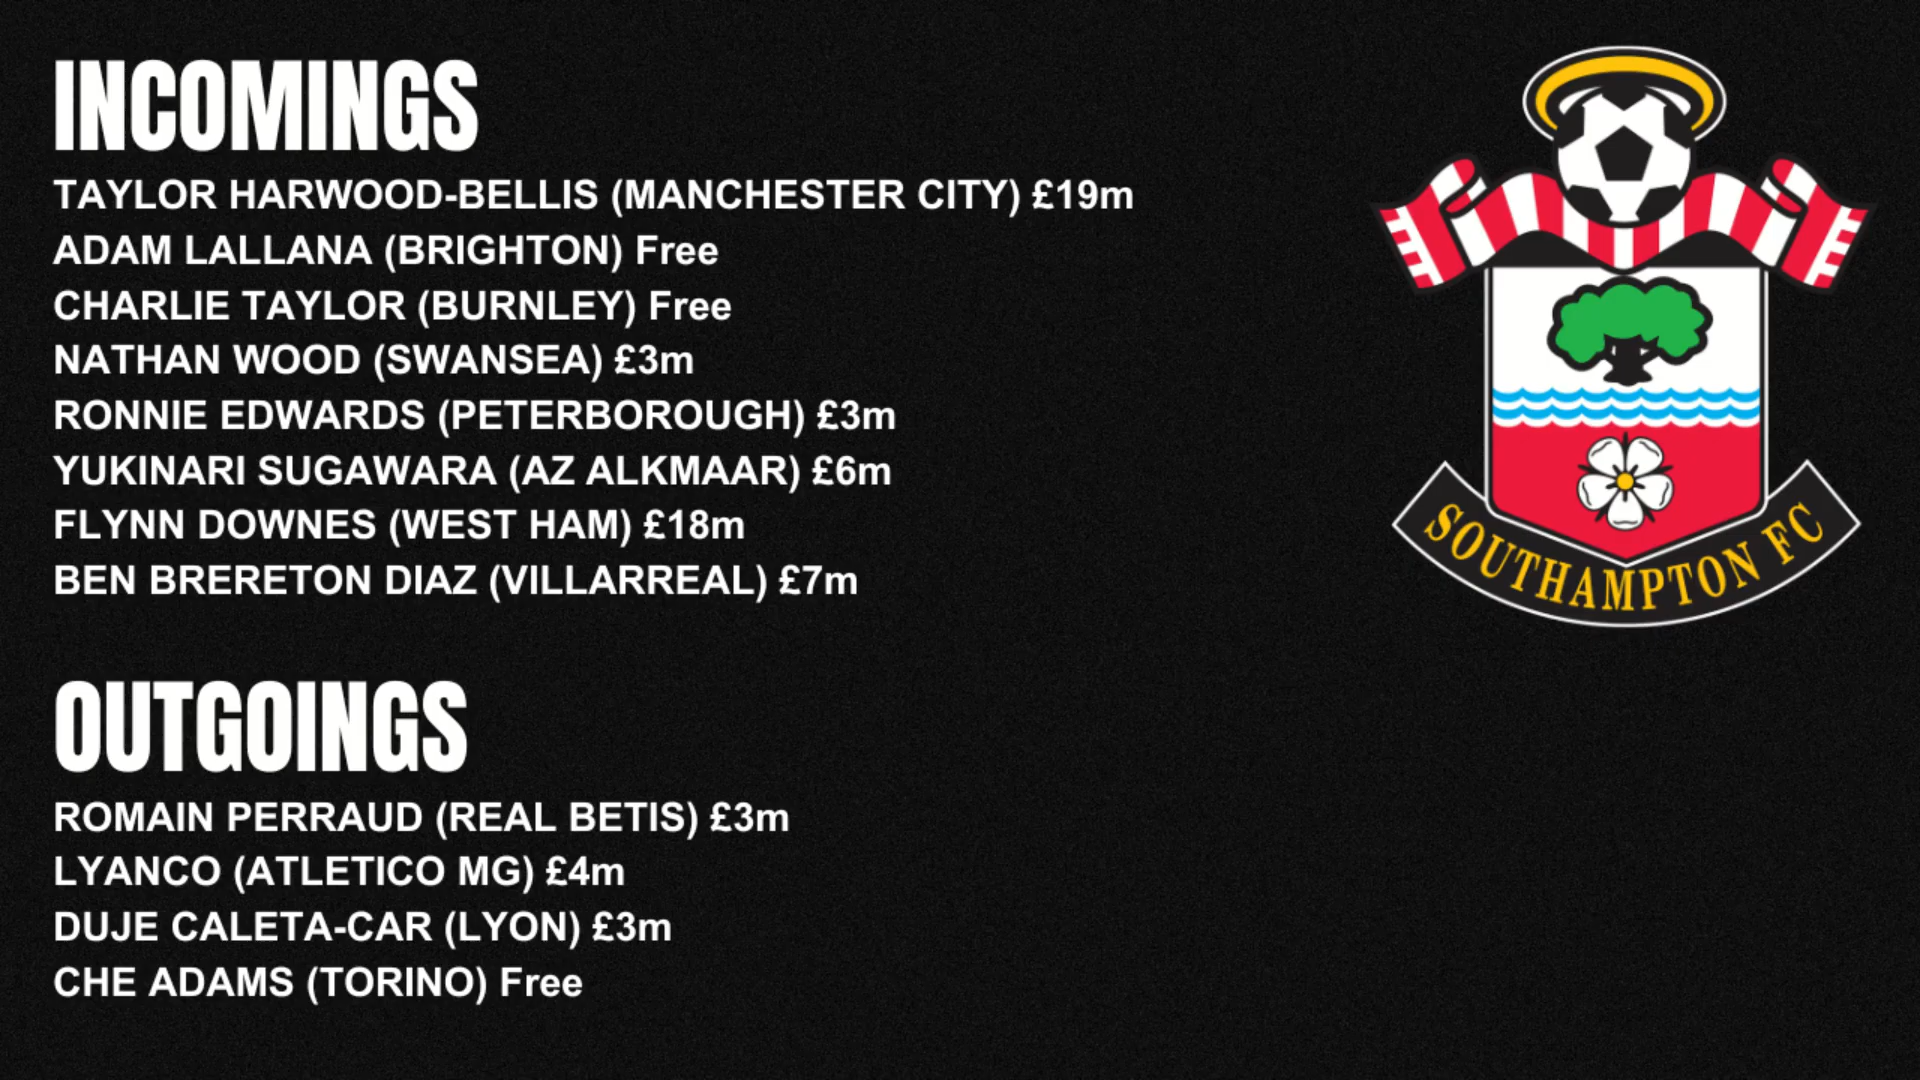 INCOMINGS
TAYLOR HARWOOD-BELLIS (MANCHESTER CITY) £19m
ADAM LALLANA (BRIGHTON) Free
CHARLIE TAYLOR (BURNLEY) Free
NATHAN WOOD (SWANSEA) £3m
RONNIE EDWARDS (PETERBOROUGH) £3m
YUKINARI SUGAWARA (AZ ALKMAAR) £6m
FLYNN DOWNES (WEST HAM) £18m
BEN BRERETON DIAZ (VILLARREAL) £7m
SOUTHAMPTON FC
OUTGOINGS
ROMAIN PERRAUD (REAL BETIS) £3m
LYANCO (ATLETICO MG) £4m
DUJE CALETA-CAR (LYON) £3m
CHE ADAMS (TORINO) Free